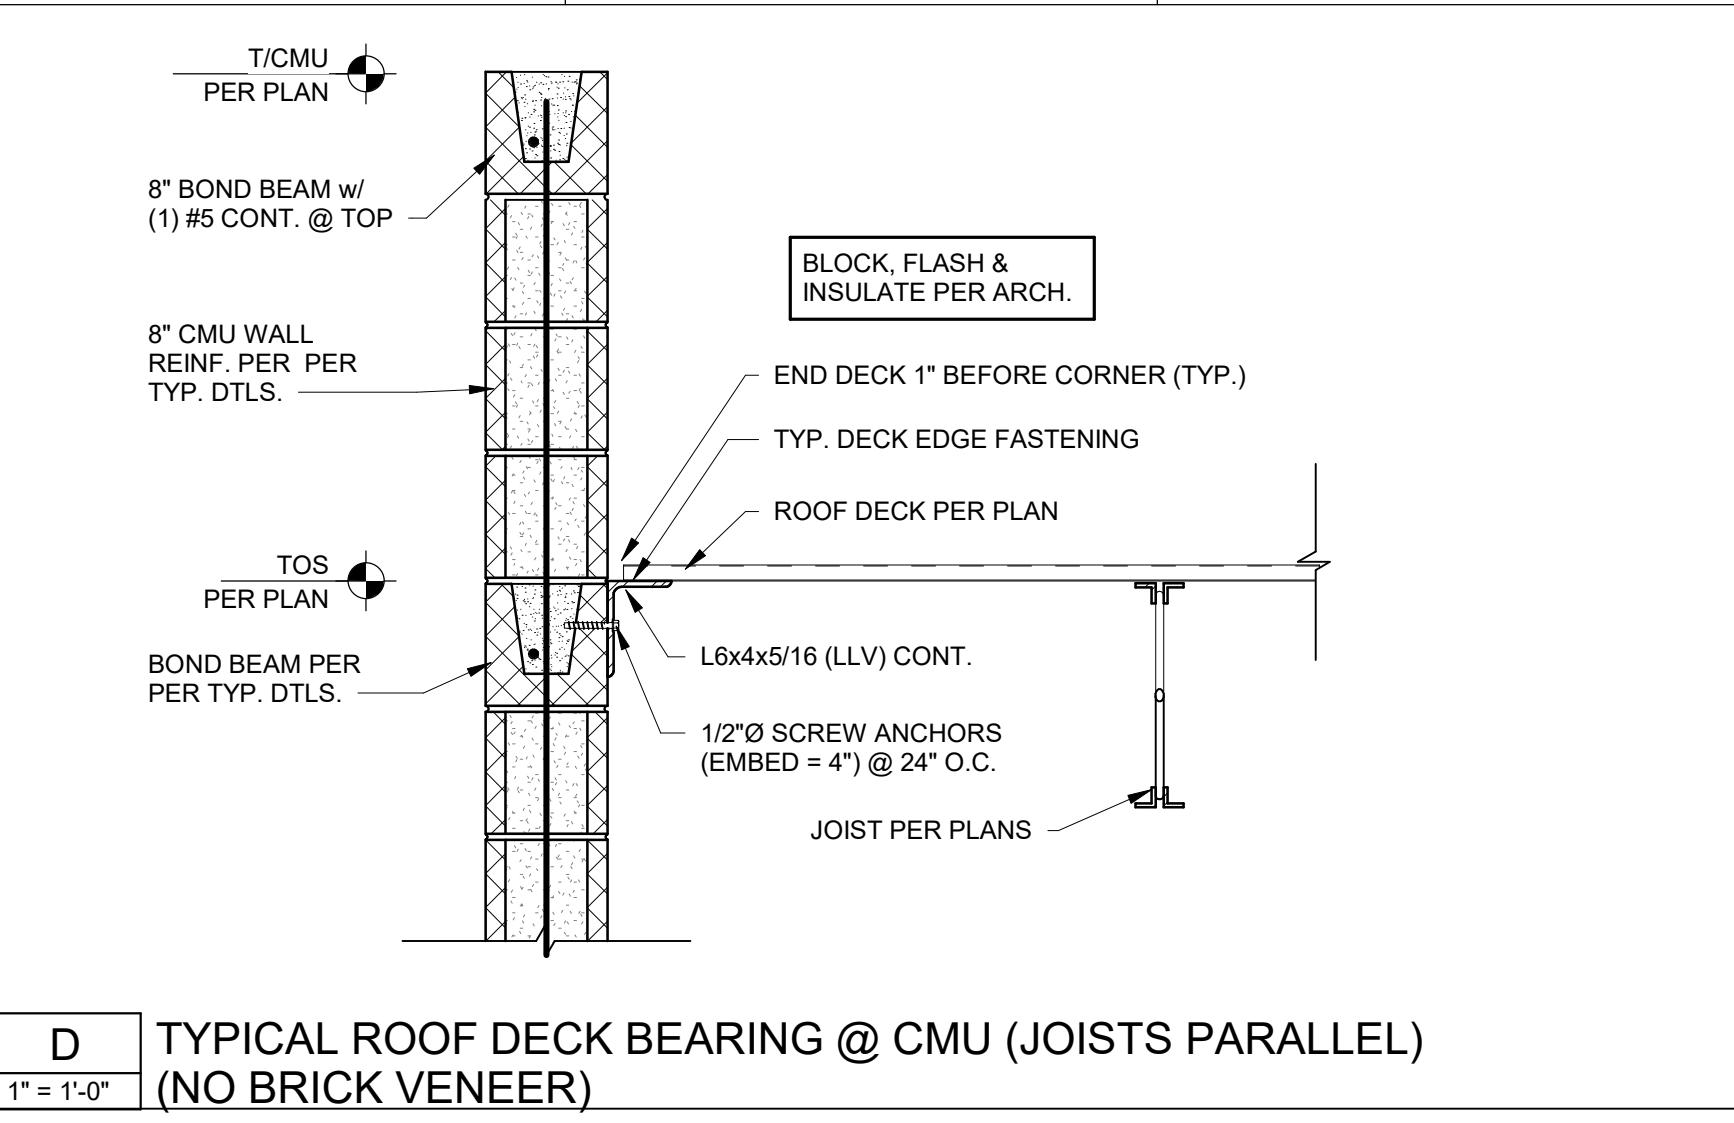 T/CMU
PER PLAN
8" BOND BEAM w/
(1) #5 CONT. @ TOP
BLOCK, FLASH &
INSULATE PER ARCH.
8" CMU WALL
REINF. PER  PER
TYP. DTLS.
END DECK 1" BEFORE CORNER (TYP.)
TYP. DECK EDGE FASTENING
ROOF DECK PER PLAN
TOS
PER PLAN
BOND BEAM PER
PER TYP. DTLS.
L6x4x5/16 (LLV) CONT.
1/2"Ø SCREW ANCHORS
(EMBED = 4") @ 24" O.C.
JOIST PER PLANS
D
1" = 1'-0"
TYPICAL ROOF DECK BEARING @ CMU (JOISTS PARALLEL)
(NO BRICK VENEER)